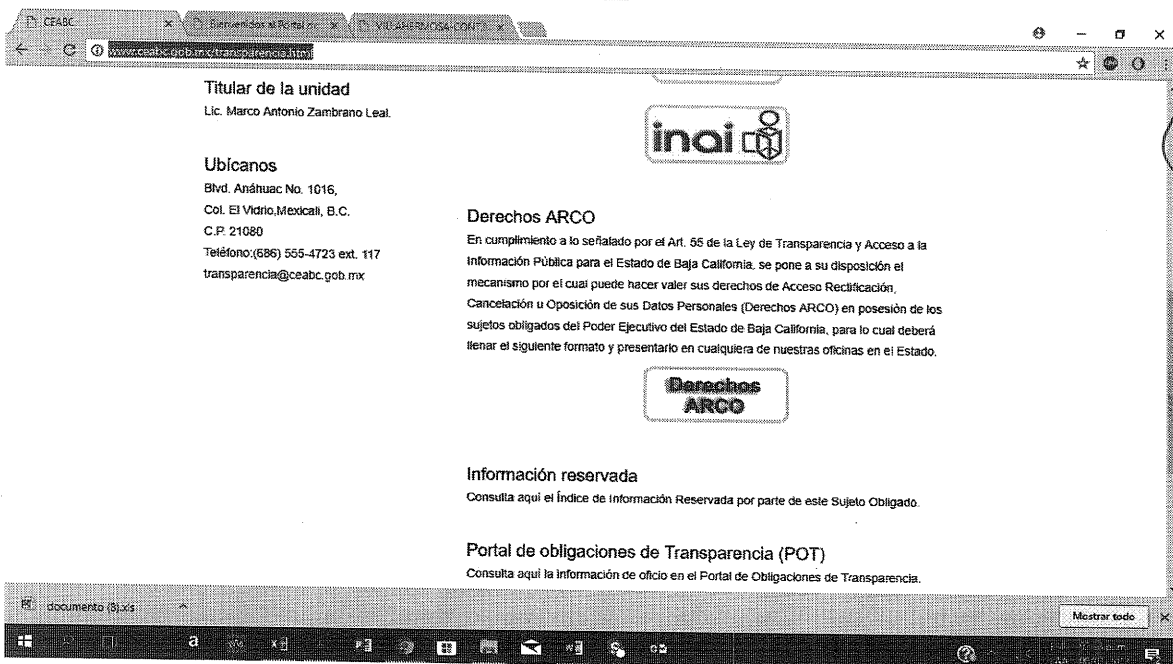 CEABC
Bienvenidos al Portal
VILLAHERMOSA-CONT
www.ceabc.gob.mx/transparencia.html
Titular de la unidad
Lic. Marco Antonio Zambrano Leal.
Ubícanos
Blvd. Anáhuac No. 1016,
Col. El Vidrio,Mexicali, B.C.
C.P. 21080
Teléfono:(686) 555-4723 ext. 117
transparencia@ceabc.gob.mx
inai
Derechos ARCO
En cumplimiento a lo señalado por el Art. 55 de la Ley de Transparencia y Acceso a la
Información Pública para el Estado de Baja California, se pone a su disposición el
mecanismo por el cual puede hacer valer sus derechos de Acceso Rectificación,
Cancelación u Oposición de sus Datos Personales (Derechos ARCO) en posesión de los
sujetos obligados del Poder Ejecutivo del Estado de Baja California, para lo cual deberá
llenar el siguiente formato y presentarlo en cualquiera de nuestras oficinas en el Estado.
Derechos
ARCO
Información reservada
Consulta aquí el Índice de Información Reservada por parte de este Sujeto Obligado.
Portal de obligaciones de Transparencia (POT)
Consulta aquí la información de oficio en el Portal de Obligaciones de Transparencia.
documento (8).xls
Mostrar todo